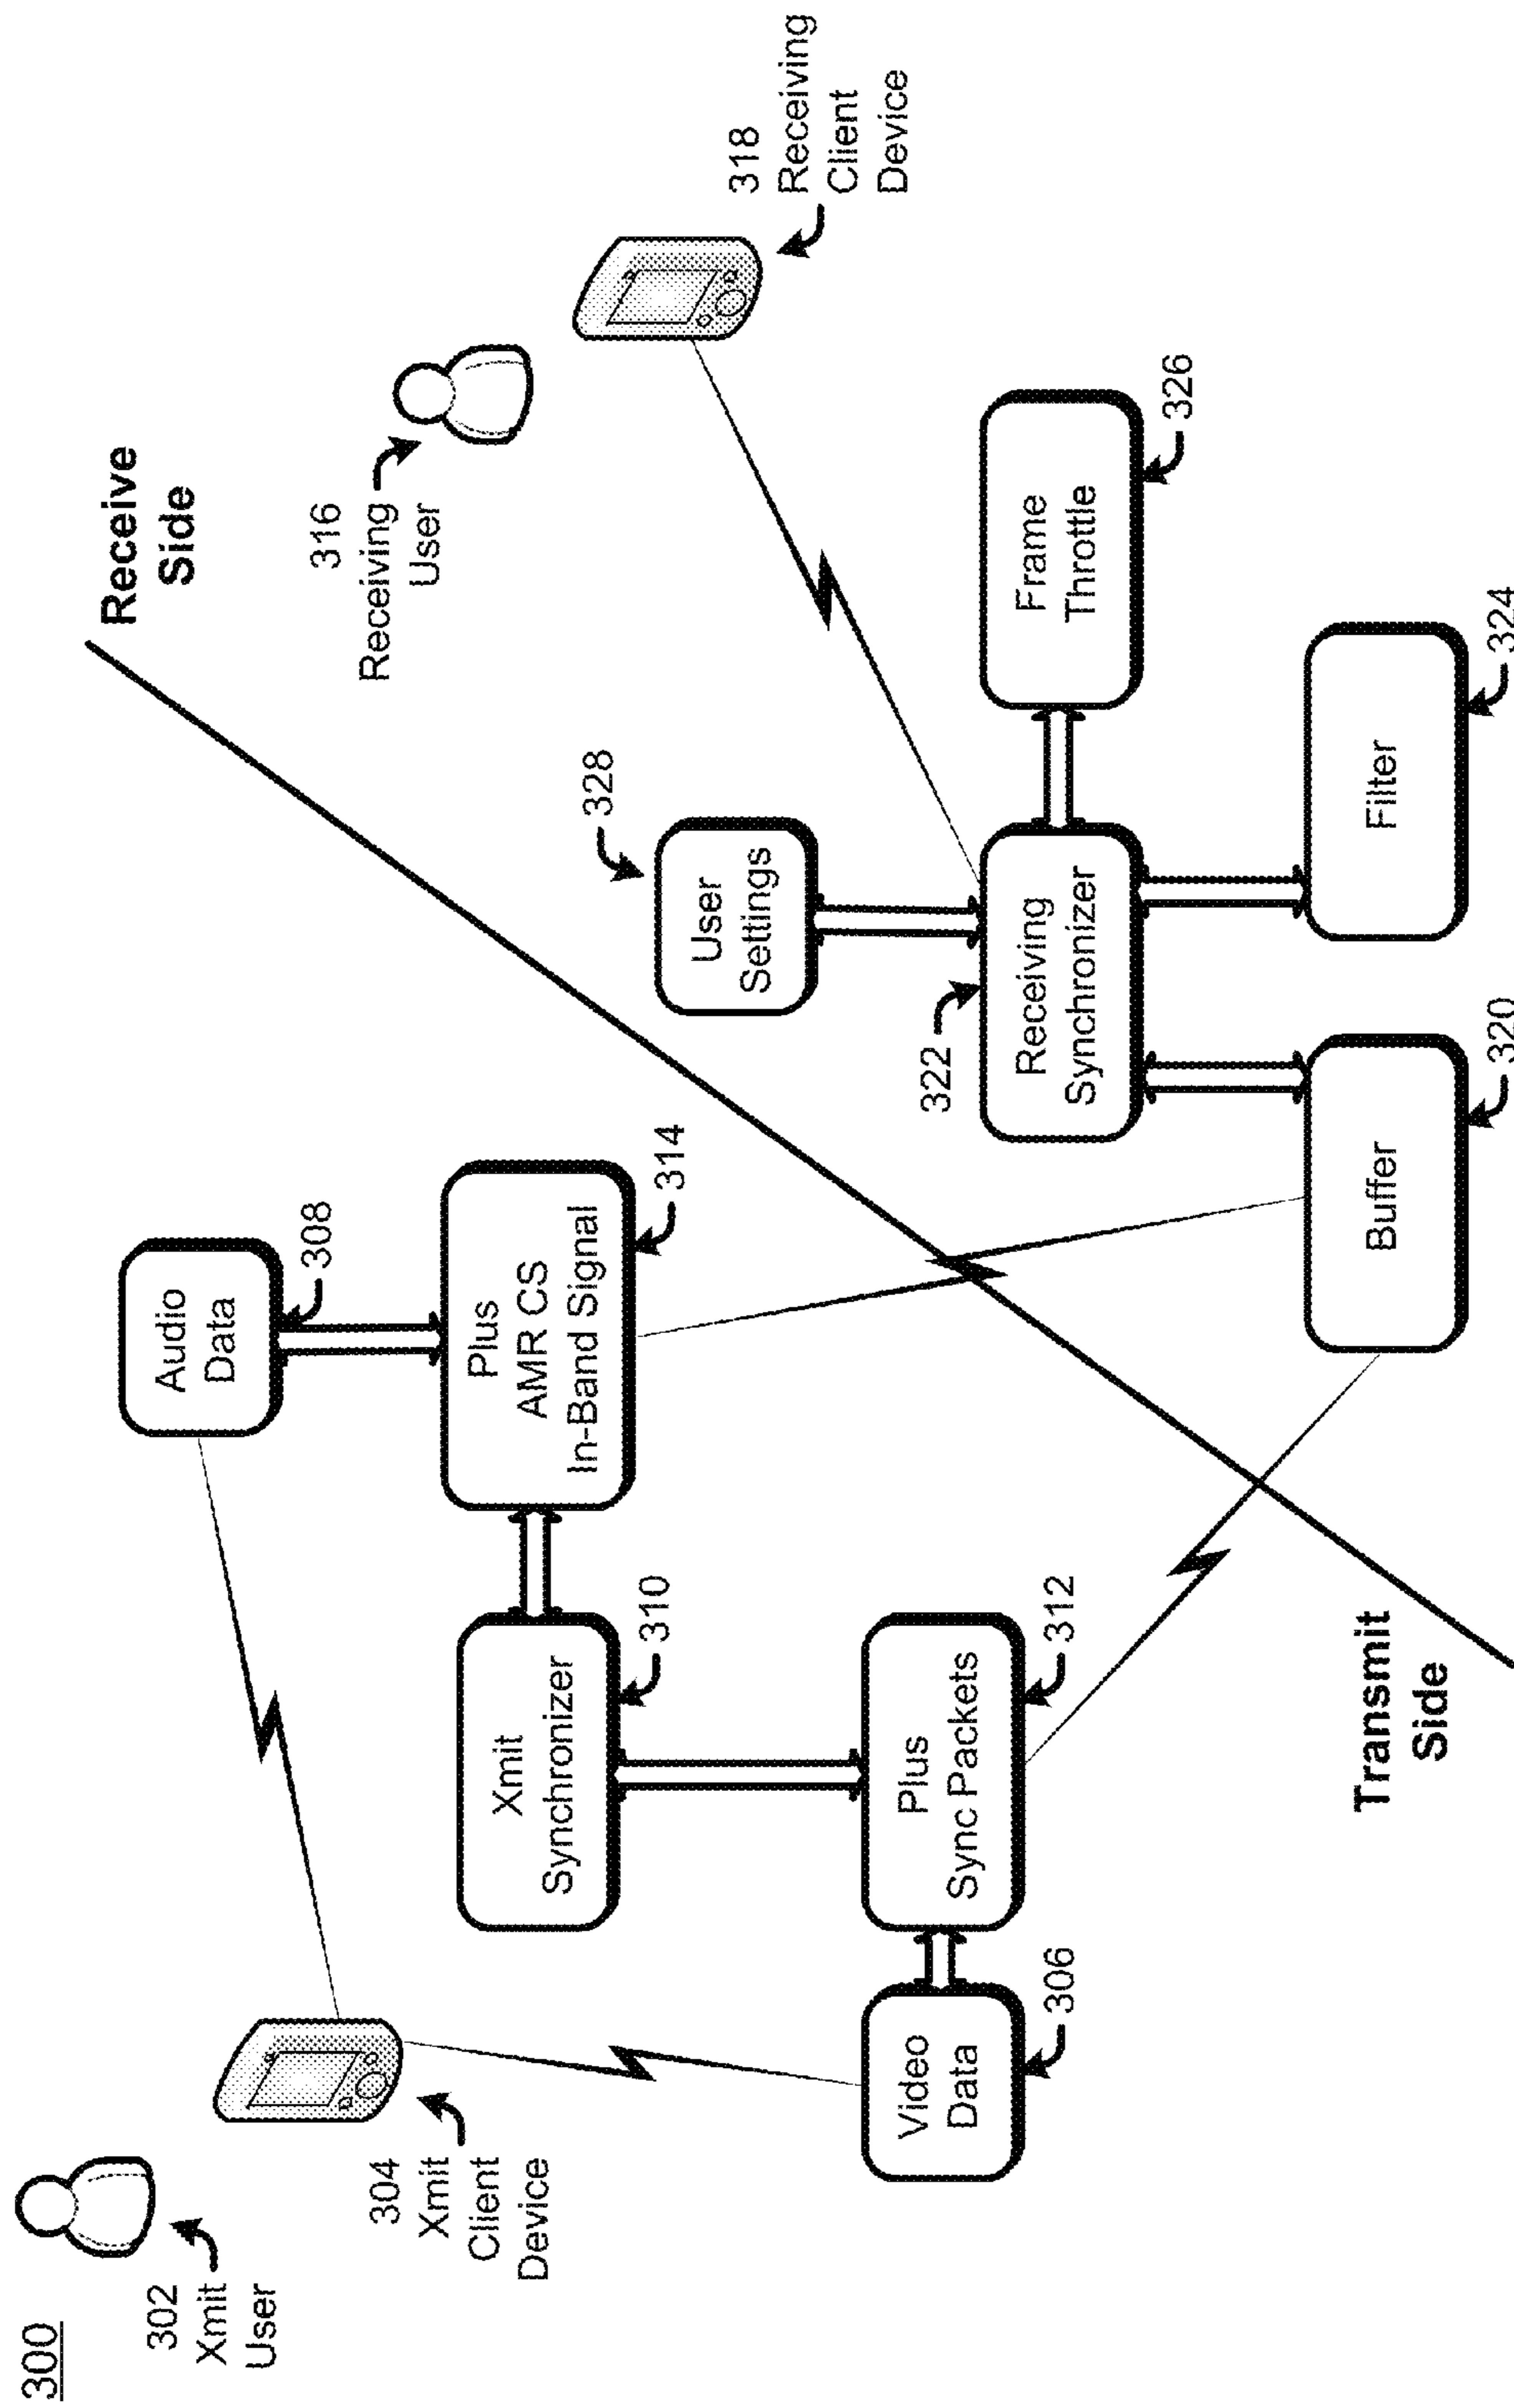 300
302
Xmit
User
304
Xmit
Client
Device
Audio
Data
308
Xmit
Synchronizer
310
Plus
AMR CS
In-Band Signal
314
Video
Data
306
Plus
Sync Packets
312
Transmit
Side
Receive
Side
316
Receiving
User
318
Receiving
Client
Device
User
Settings
328
322
Receiving
Synchronizer
Frame
Throttle
326
Buffer
320
Filter
324